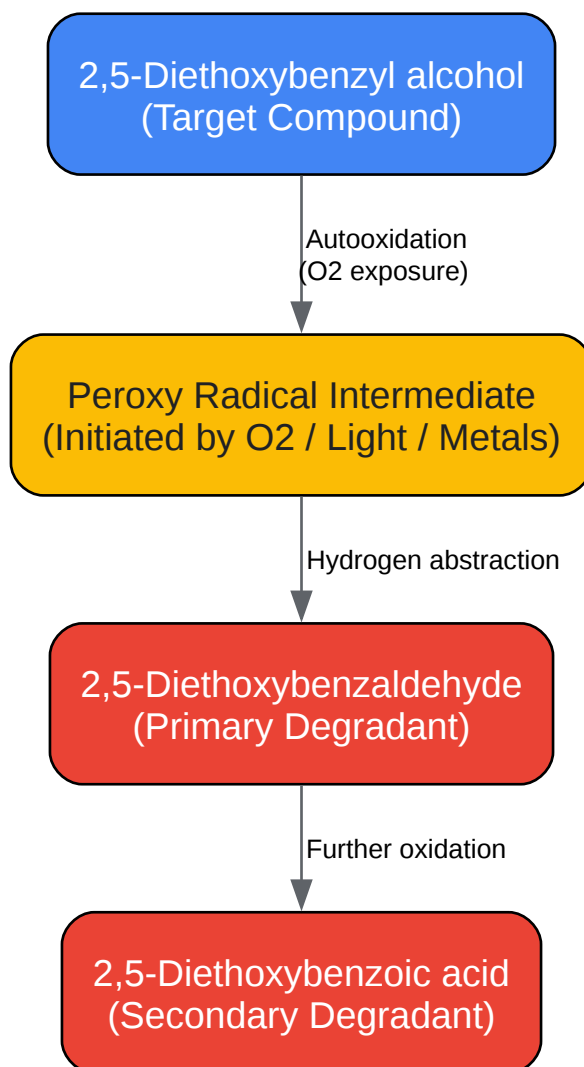 2,5-Diethoxybenzyl alcohol
(Target Compound)
Autooxidation
(O2 exposure)
Peroxy Radical Intermediate
(Initiated by O2 / Light / Metals)
Hydrogen abstraction
2,5-Diethoxybenzaldehyde
(Primary Degradant)
Further oxidation
2,5-Diethoxybenzoic acid
(Secondary Degradant)